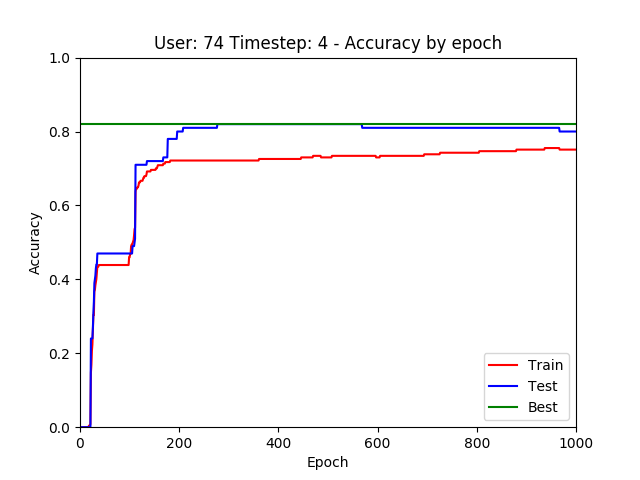 User: 74 Timestep: 4 - Accuracy by epoch
1.0
0.8
0.6
0.4
0.2
0.0
Accuracy
0 200 400 600 800 1000
Epoch
Train
Test
Best